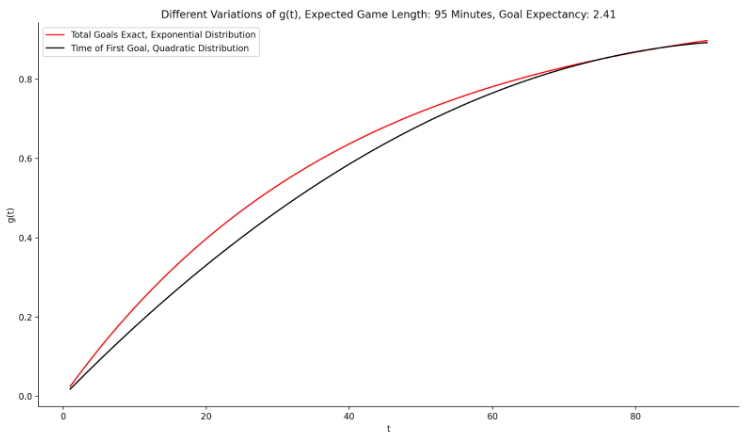 Different Variations of g(t), Expected Game Length: 95 Minutes, Goal Expectancy: 2.41
Total Goals Exact, Exponential Distribution
Time of First Goal, Quadratic Distribution
0.8
0.6
0.4
0.2
0.0
g(t)
0
20
40
60
80
t